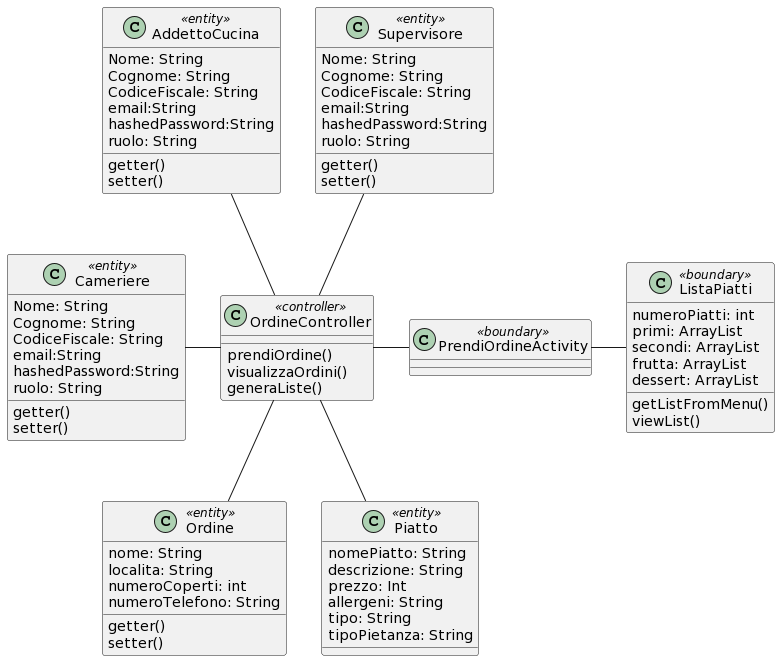 «entity»
C AddettoCucina
Nome: String
Cognome: String
CodiceFiscale: String
email:String
hashedPassword:String
ruolo: String
getter()
setter()
«entity»
C Supervisore
Nome: String
Cognome: String
CodiceFiscale: String
email:String
hashedPassword:String
ruolo: String
getter()
setter()
«entity»
C Cameriere
Nome: String
Cognome: String
CodiceFiscale: String
email:String
hashedPassword:String
ruolo: String
getter()
setter()
«controller»
C OrdineController
prendiOrdine()
visualizzaOrdini()
generaListe()
«boundary»
C PrendiOrdineActivity
«boundary»
C ListaPiatti
numeroPiatti: int
primi: ArrayList
secondi: ArrayList
frutta: ArrayList
dessert: ArrayList
getListFromMenu()
viewList()
«entity»
C Ordine
nome: String
localita: String
numeroCoperti: int
numeroTelefono: String
getter()
setter()
«entity»
C Piatto
nomePiatto: String
descrizione: String
prezzo: Int
allergeni: String
tipo: String
tipoPietanza: String